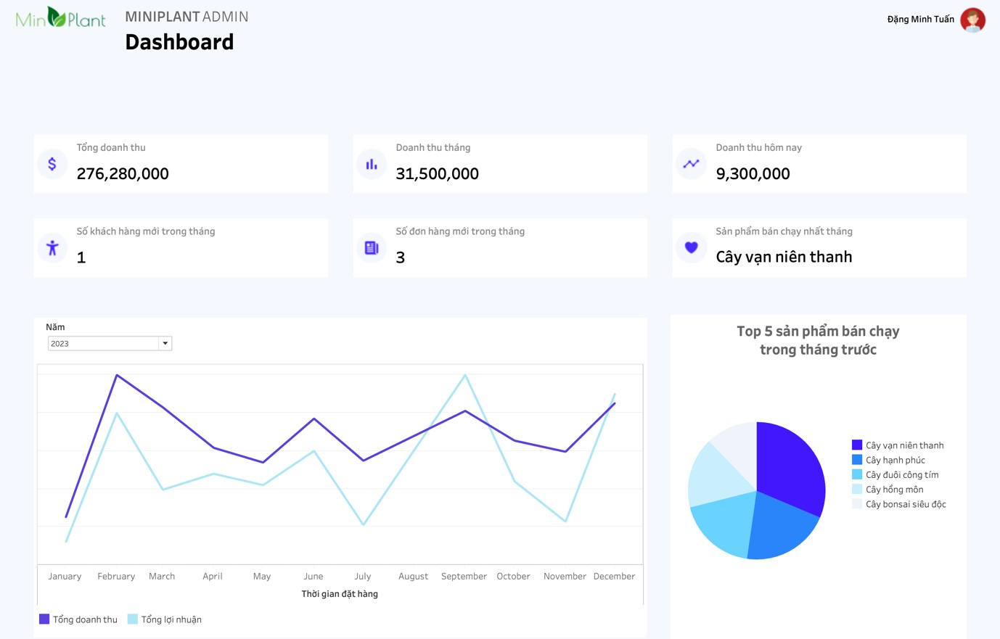 MiniPlant
MINIPLANT ADMIN
Dashboard
Đặng Minh Tuấn
Tổng doanh thu
276,280,000
Doanh thu tháng
31,500,000
Doanh thu hôm nay
9,300,000
Số khách hàng mới trong tháng
1
Số đơn hàng mới trong tháng
3
Sản phẩm bán chạy nhất tháng
Cây vạn niên thanh
Năm
2023
January February March April May June July August September October November December
Thời gian đặt hàng
Tổng doanh thu Tổng lợi nhuận
Top 5 sản phẩm bán chạy
trong tháng trước
Cây vạn niên thanh
Cây hạnh phúc
Cây đuôi công tím
Cây hồng môn
Cây bonsai siêu độc